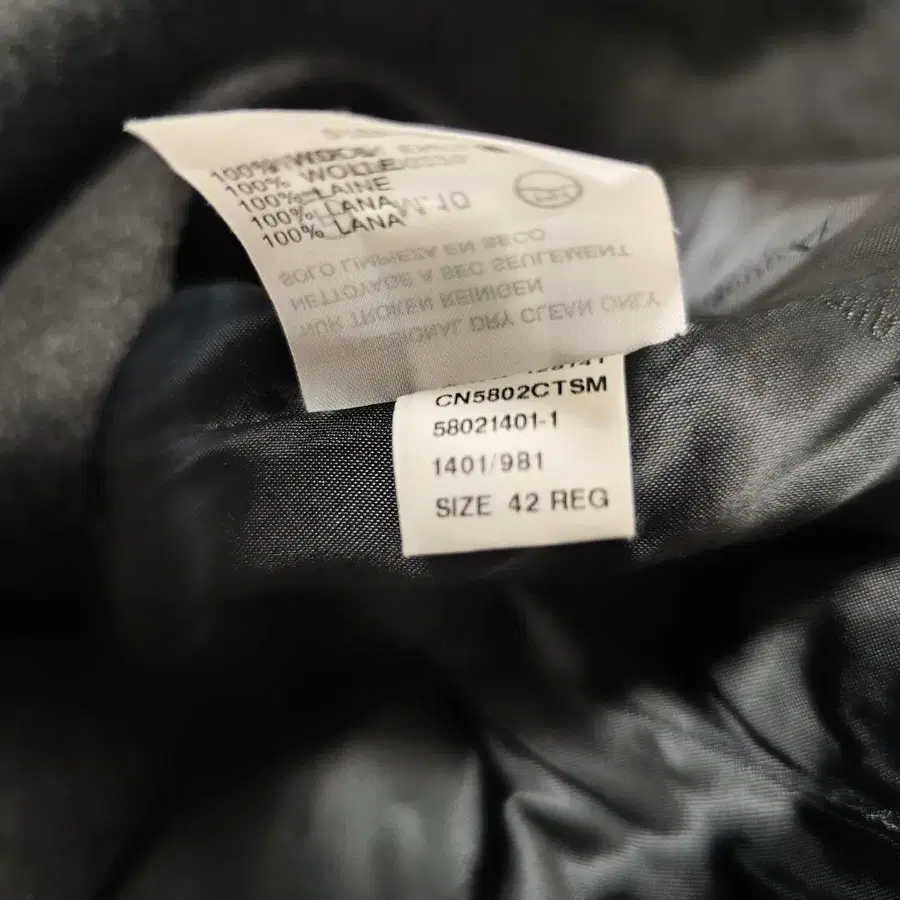 100% WOOL
100% WOLLE
100% LAINE
100% LANA
100% LANA
SOLO LIMPIEZA EN SECO
NETTOYAGE A SEC SEULEMENT
NUR TROKEN REINIGEN
DRY CLEAN ONLY
CN5802CTSM
58021401-1
1401/981
SIZE 42 REG